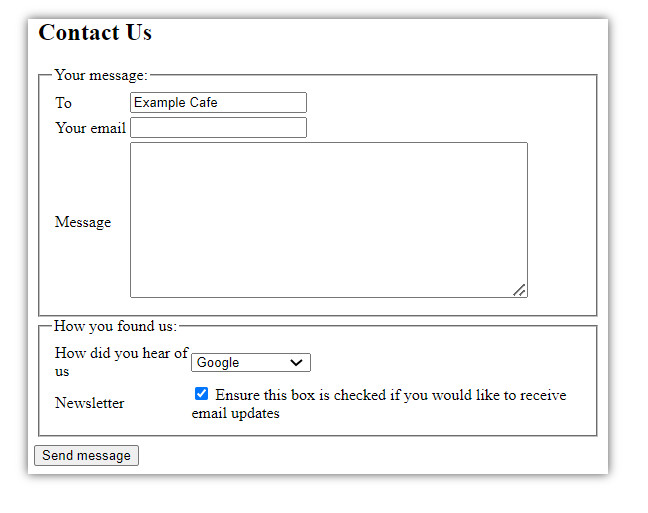 Contact Us
Your message:
To Example Cafe
Your email
Message
How you found us:
How did you hear of
us Google
Newsletter Ensure this box is checked if you would like to receive
email updates
Send message